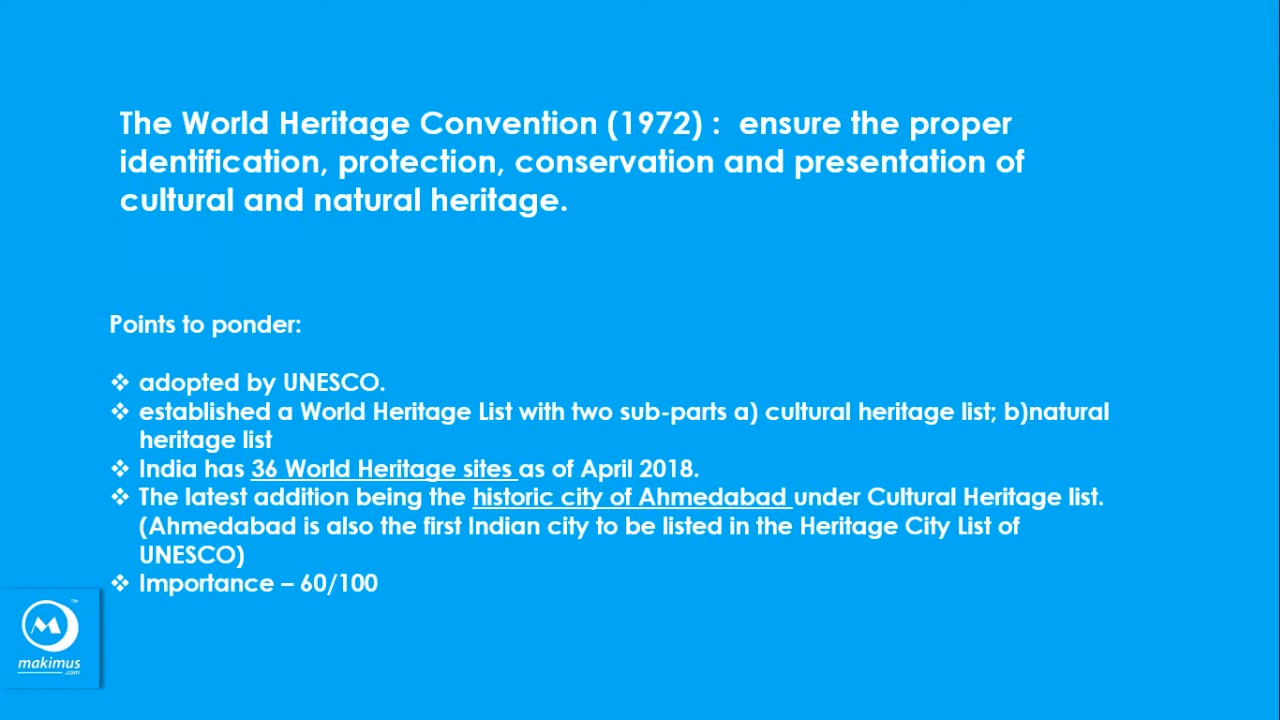 The World Heritage Convention (1972) :  ensure the proper
identification, protection, conservation and presentation of
cultural and natural heritage.
Points to ponder:
❖ adopted by UNESCO.
❖ established a World Heritage List with two sub-parts a) cultural heritage list; b)natural
heritage list
❖ India has 36 World Heritage sites as of April 2018.
❖ The latest addition being the historic city of Ahmedabad under Cultural Heritage list.
(Ahmedabad is also the first Indian city to be listed in the Heritage City List of
UNESCO)
❖ Importance – 60/100
M ™
makimus
.com